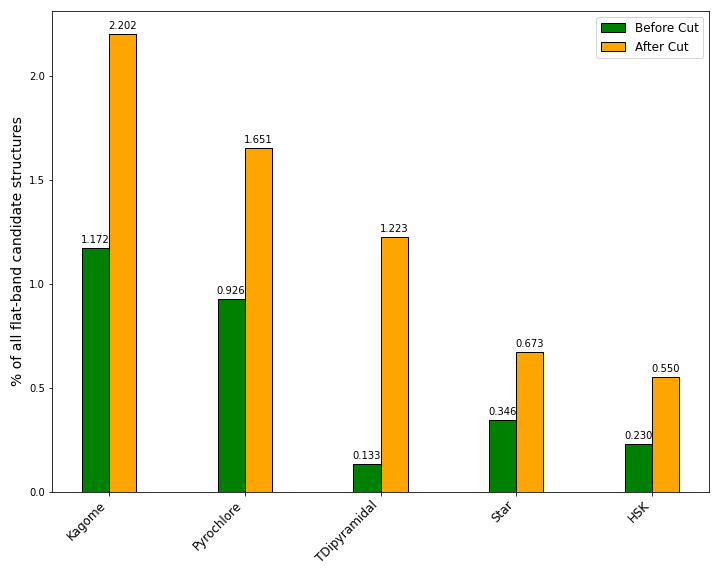 % of all flat-band candidate structures
2.0
1.5
1.0
0.5
0.0
1.172
2.202
0.926
1.651
0.133
1.223
0.346
0.673
0.230
0.550
Before Cut
After Cut
Kagome
Pyrochlore
TDipyramidal
Star
HSK